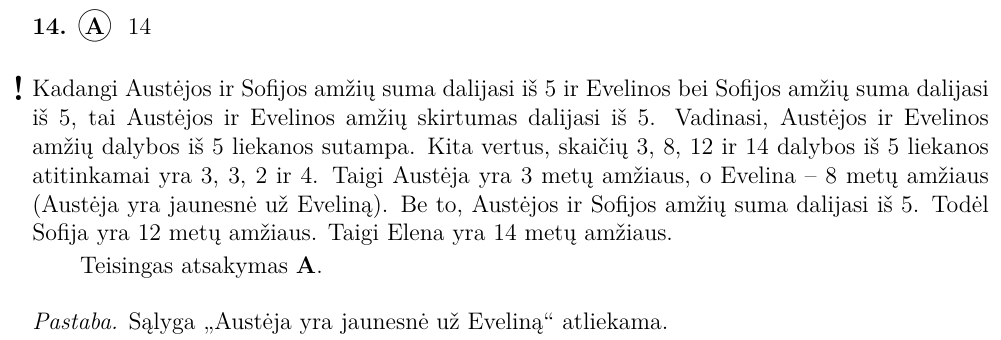 14. A 14
! Kadangi Austėjos ir Sofijos amžių suma dalijasi iš 5 ir Evelinos bei Sofijos amžių suma dalijasi
iš 5, tai Austėjos ir Evelinos amžių skirtumas dalijasi iš 5. Vadinasi, Austėjos ir Evelinos
amžių dalybos iš 5 liekanos sutampa. Kita vertus, skaičių 3, 8, 12 ir 14 dalybos iš 5 liekanos
atitinkamai yra 3, 3, 2 ir 4. Taigi Austėja yra 3 metų amžiaus, o Evelina – 8 metų amžiaus
(Austėja yra jaunesnė už Eveliną). Be to, Austėjos ir Sofijos amžių suma dalijasi iš 5. Todėl
Sofija yra 12 metų amžiaus. Taigi Elena yra 14 metų amžiaus.
Teisingas atsakymas A.
Pastaba. Sąlyga „Austėja yra jaunesnė už Eveliną“ atliekama.